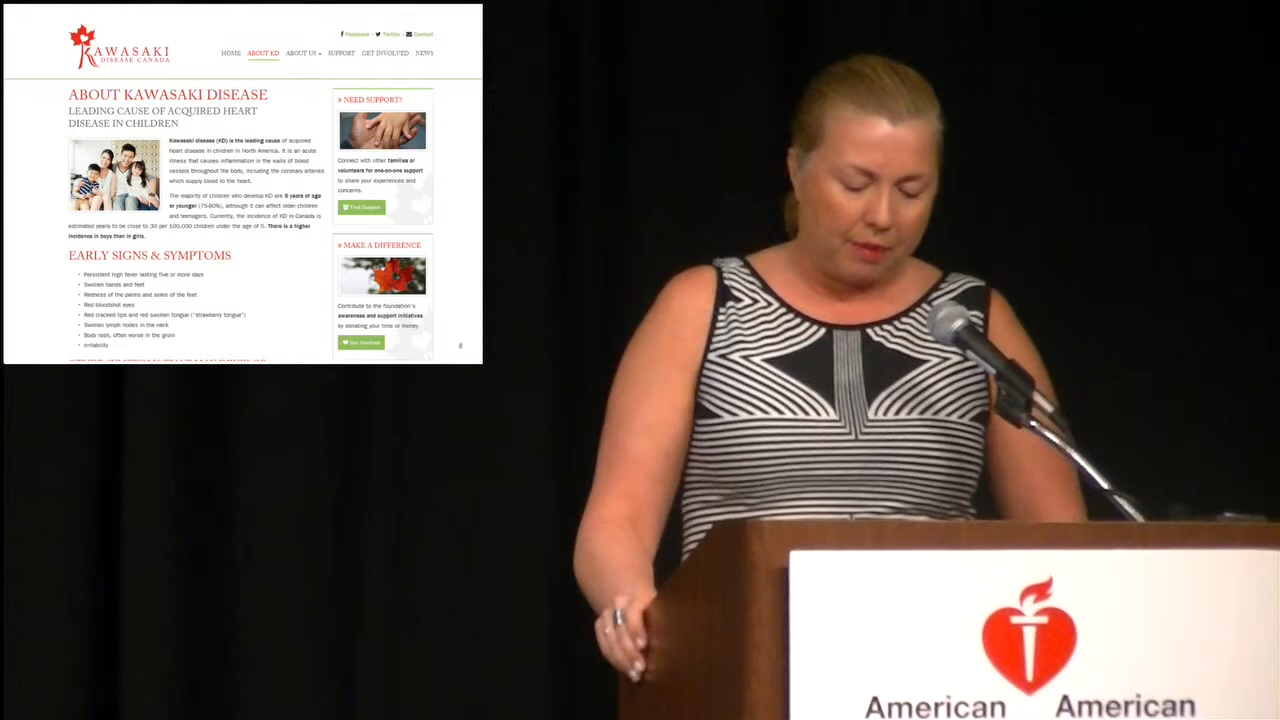 Facebook - Twitter - Contact
KAWASAKI
DISEASE CANADA
HOME ABOUT KD ABOUT US SUPPORT GET INVOLVED NEWS
ABOUT KAWASAKI DISEASE
LEADING CAUSE OF ACQUIRED HEART
DISEASE IN CHILDREN
Kawasaki disease (KD) is the leading cause of acquired
heart disease in children in North America. It is an acute
illness that causes inflammation in the walls of blood
vessels throughout the body, including the coronary arteries
which supply blood to the heart.
The majority of children who develop KD are 5 years of age
or younger (75-80%), although it can affect older children
and teenagers. Currently, the incidence of KD in Canada is
estimated yearly to be close to 30 per 100,000 children under the age of 5. There is a higher
incidence in boys than in girls.
EARLY SIGNS & SYMPTOMS
• Persistent high fever lasting five or more days
• Swollen hands and feet
• Redness of the palms and soles of the feet
• Red bloodshot eyes
• Red cracked lips and red swollen tongue ("strawberry tongue")
• Swollen lymph nodes in the neck
• Body rash, often worse in the groin
• Irritability
» NEED SUPPORT?
Connect with other families or
volunteers for one-on-one support
to share your experiences and
concerns.
Find Support
» MAKE A DIFFERENCE
Contribute to the foundation's
awareness and support initiatives
by donating your time or money
Get Involved
8
American American